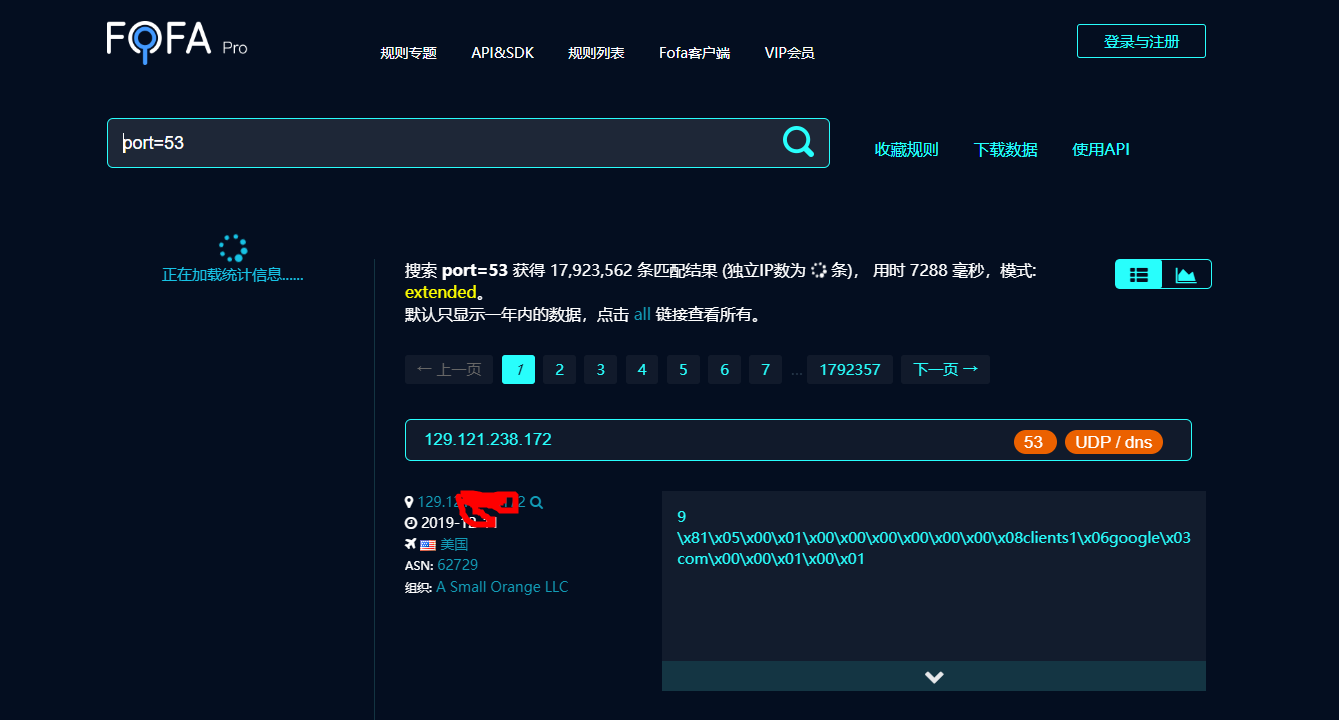 FOFA Pro
规则专题 API&SDK 规则列表 Fofa客户端 VIP会员
登录与注册
port=53
收藏规则 下载数据 使用API
正在加载统计信息......
搜索 port=53 获得 17,923,562 条匹配结果 (独立IP数为 条)， 用时 7288 毫秒，模式:
extended。
默认只显示一年内的数据，点击 all 链接查看所有。
← 上一页 1 2 3 4 5 6 7 ... 1792357 下一页 →
129.121.238.172
53 UDP / dns
2019-12-
美国
ASN: 62729
组织: A Small Orange LLC
9
\x81\x05\x00\x01\x00\x00\x00\x00\x00\x00\x08clients1\x06google\x03
com\x00\x00\x01\x00\x01